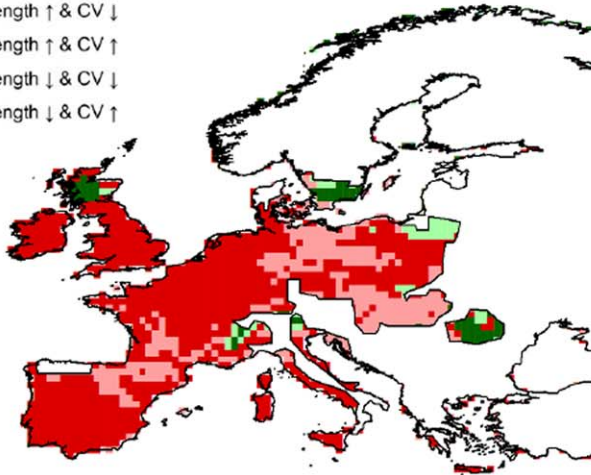 ength ↑ & CV ↓
ength ↑ & CV ↑
ength ↓ & CV ↓
ength ↓ & CV ↑